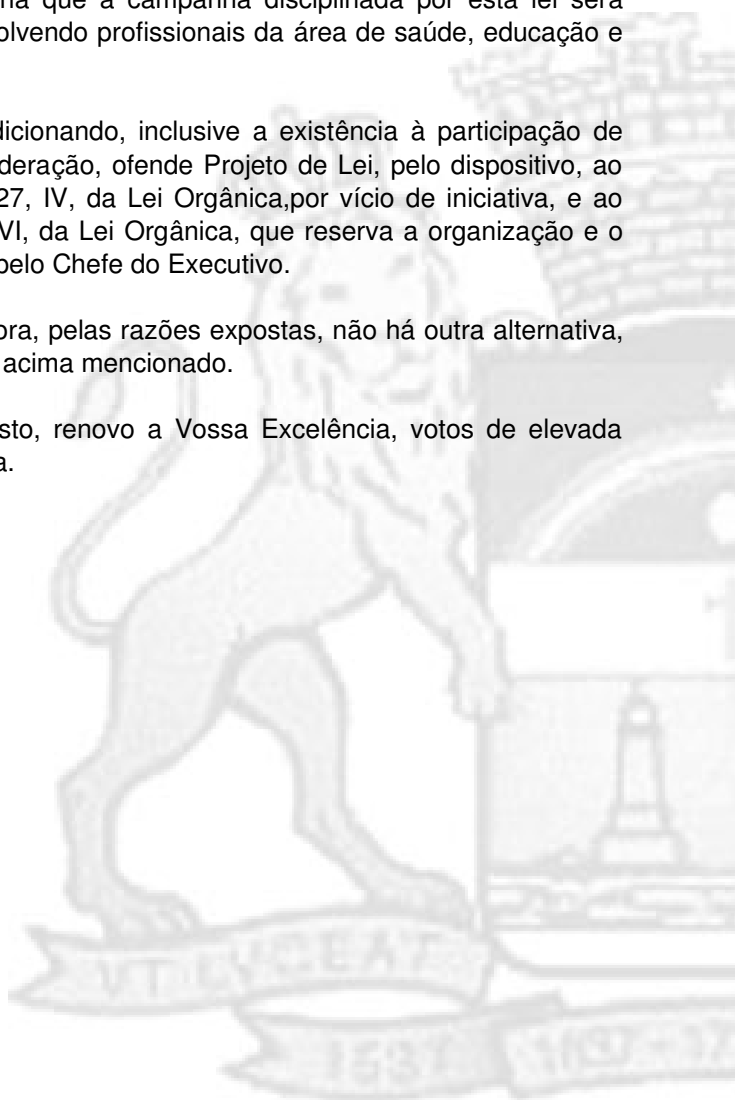 na que a campanha disciplinada por esta lei será
olvendo profissionais da área de saúde, educação e
dicionando, inclusive a existência à participação de
deração, ofende Projeto de Lei, pelo dispositivo, ao
27, IV, da Lei Orgânica,por vício de iniciativa, e ao
VI, da Lei Orgânica, que reserva a organização e o
pelo Chefe do Executivo.
ora, pelas razões expostas, não há outra alternativa,
acima mencionado.
sto, renovo a Vossa Excelência, votos de elevada
a.
VT LVCEAT
1537